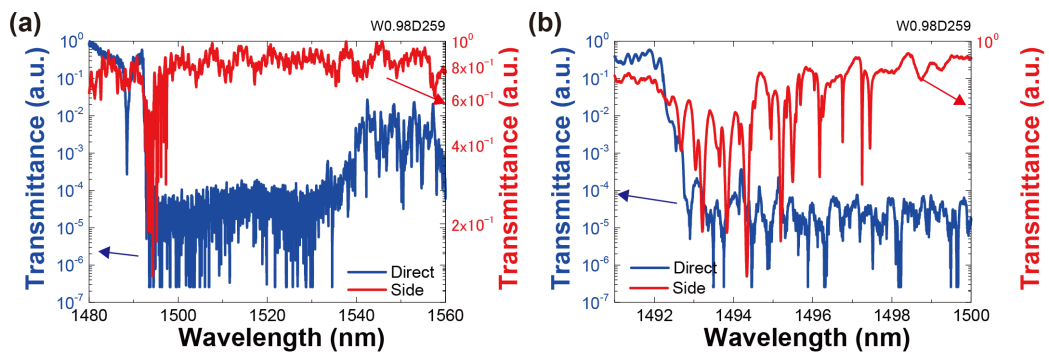 (a)
W0.98D259
Transmittance (a.u.)
10⁰
10⁻¹
10⁻²
10⁻³
10⁻⁴
10⁻⁵
10⁻⁶
10⁻⁷
10⁰
8x10⁻¹
6x10⁻¹
4x10⁻¹
2x10⁻¹
Transmittance (a.u.)
Direct
Side
1480 1500 1520 1540 1560
Wavelength (nm)
(b)
W0.98D259
Transmittance (a.u.)
10⁰
10⁻¹
10⁻²
10⁻³
10⁻⁴
10⁻⁵
10⁻⁶
10⁻⁷
10⁰
Transmittance (a.u.)
Direct
Side
1492 1494 1496 1498 1500
Wavelength (nm)